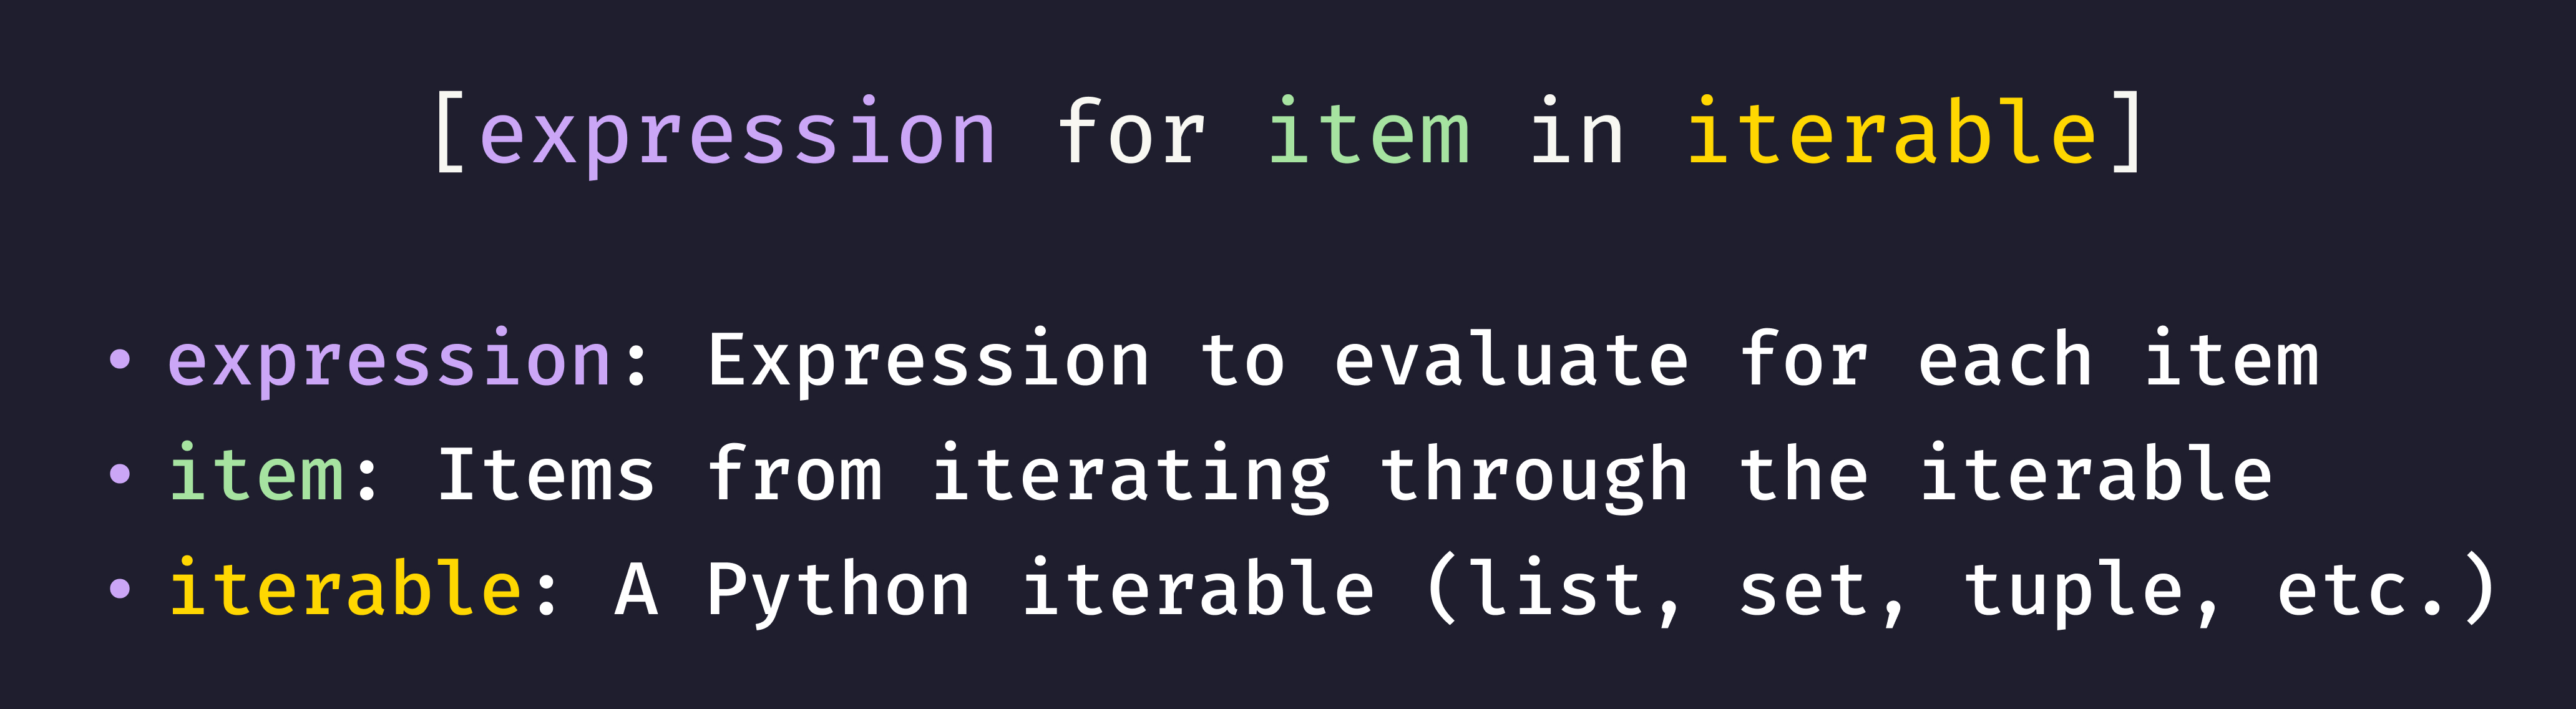 [expression for item in iterable]
• expression: Expression to evaluate for each item
• item: Items from iterating through the iterable
• iterable: A Python iterable (list, set, tuple, etc.)